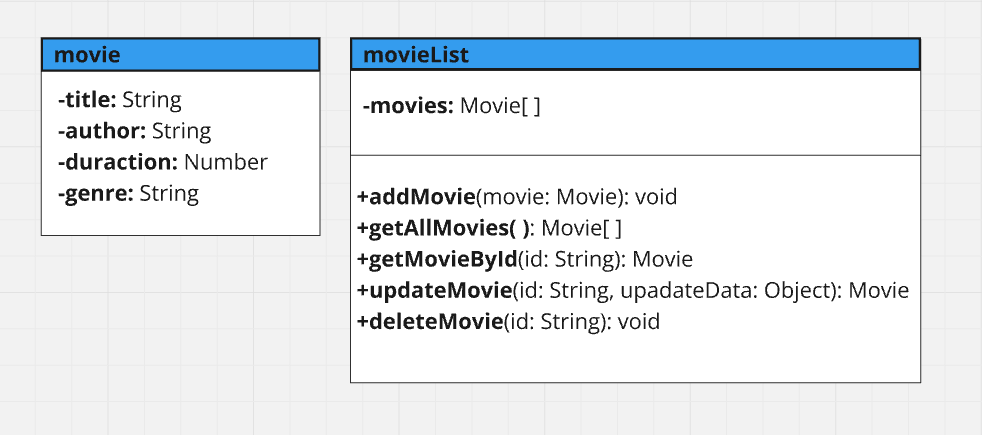 movie
-title: String
-author: String
-duraction: Number
-genre: String
movieList
-movies: Movie[ ]
+addMovie(movie: Movie): void
+getAllMovies( ): Movie[ ]
+getMovieById(id: String): Movie
+updateMovie(id: String, upadateData: Object): Movie
+deleteMovie(id: String): void